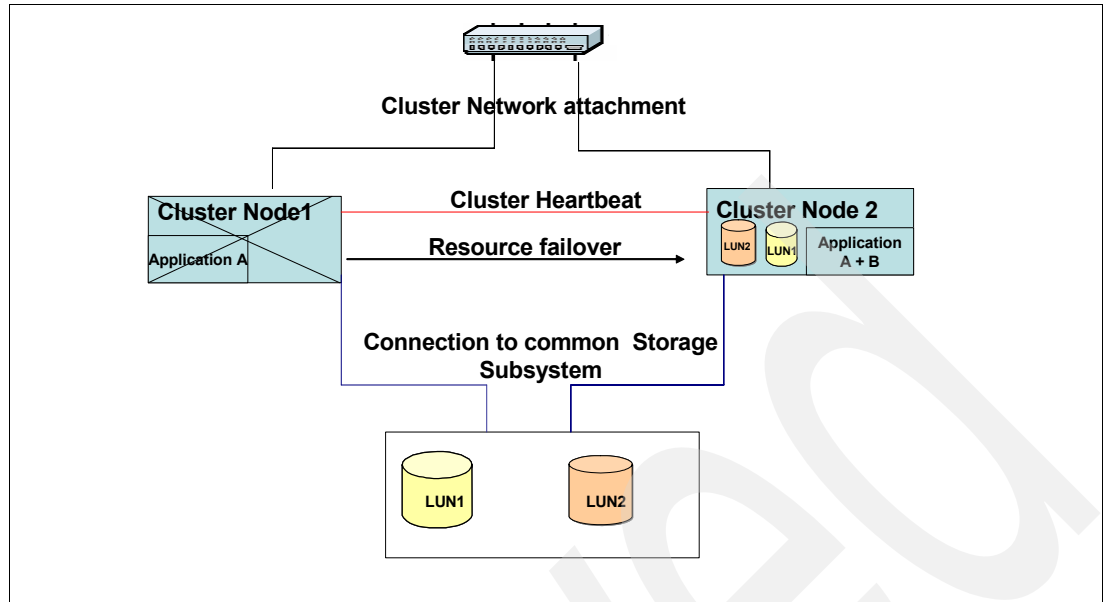 Cluster Network attachment
Cluster Node1
Application A
Cluster Heartbeat
Resource failover
Cluster Node 2
LUN2
LUN1
Application
A + B
Connection to common Storage
Subsystem
LUN1
LUN2